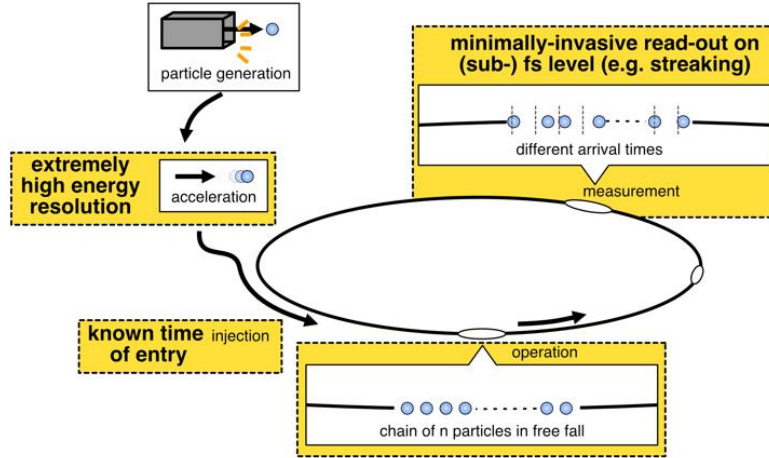 particle generation
minimally-invasive read-out on
(sub-) fs level (e.g. streaking)
different arrival times
measurement
extremely
high energy
resolution
acceleration
known time
of entry
injection
operation
chain of n particles in free fall